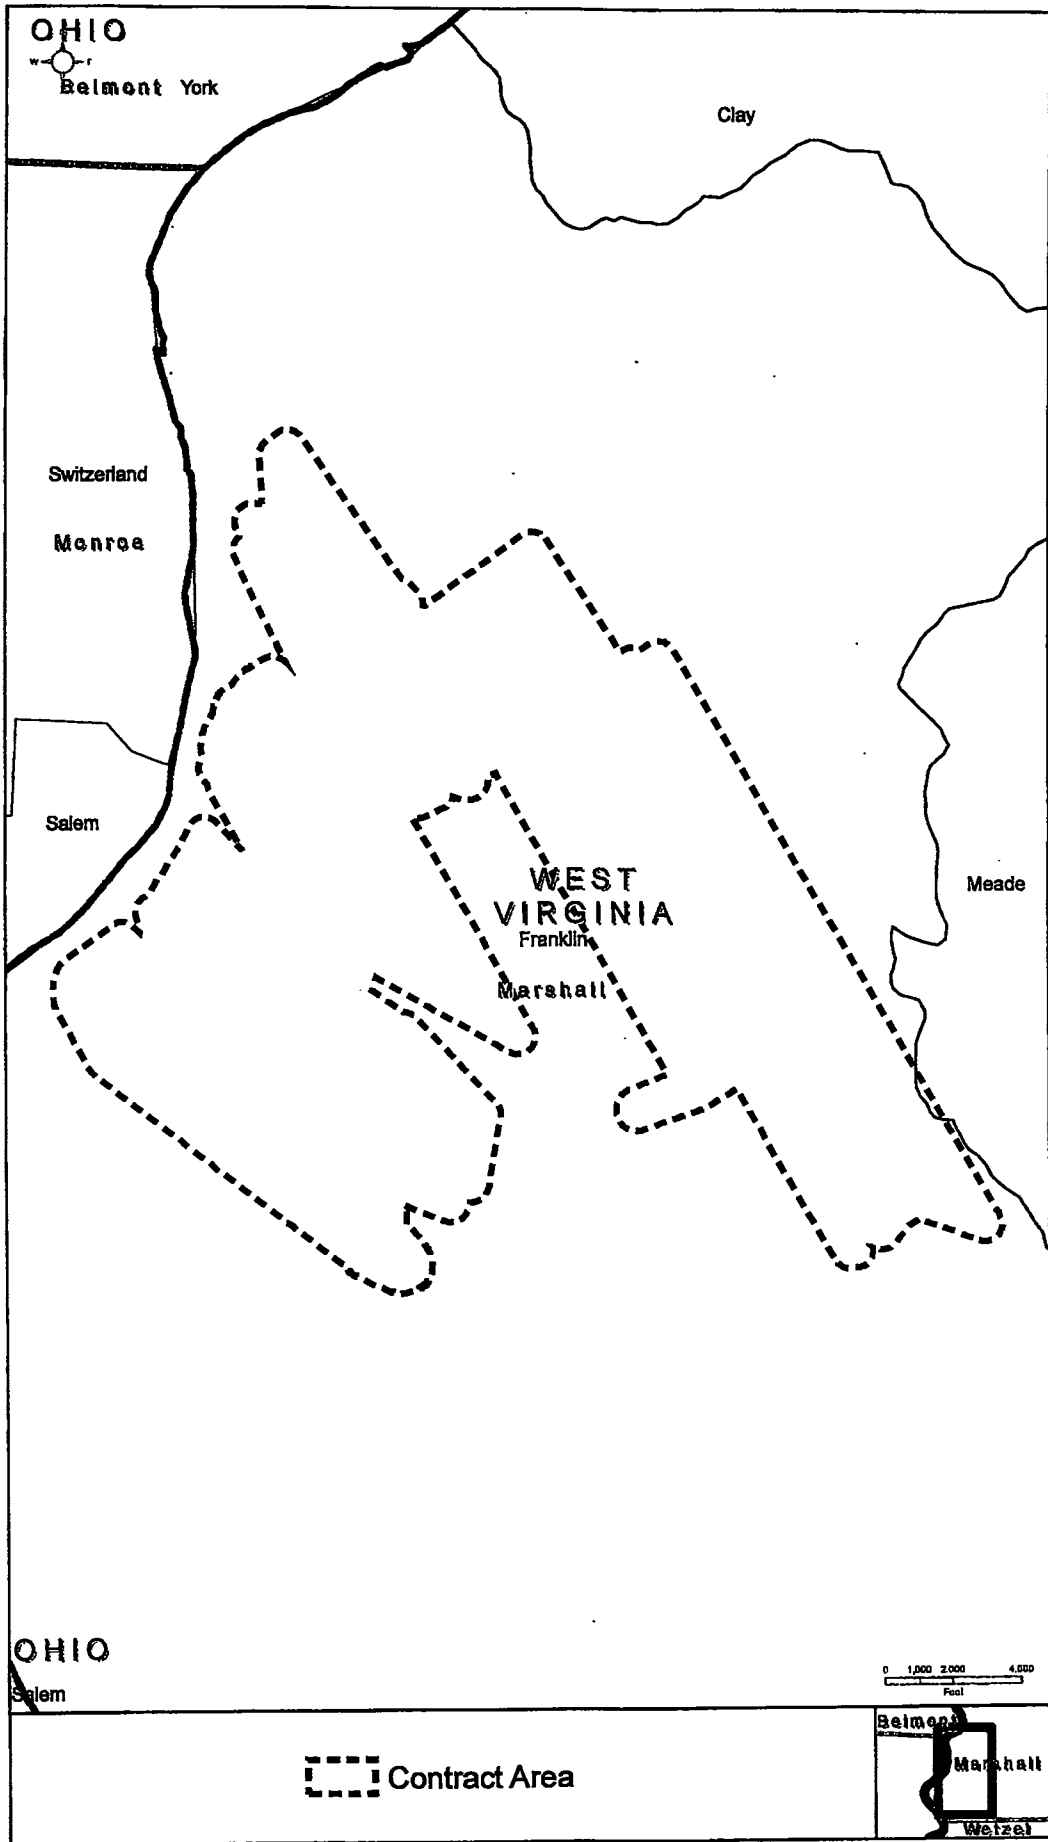 OHIO
W
Belmont York
Clay
Switzerland
Monroe
Salem
WEST
VIRGINIA
Franklin
Marshall
Meade
OHIO
Salem
0 1,000 2,000 4,000
Feet
Contract Area
Belmont
Marshall
Wetzel